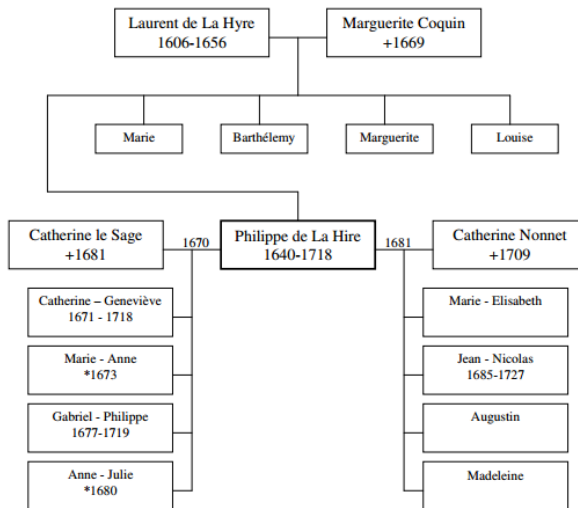 Laurent de La Hyre
1606-1656
Marguerite Coquin
+1669
Marie
Barthélemy
Marguerite
Louise
Catherine le Sage
+1681
1670
Philippe de La Hire
1640-1718
1681
Catherine Nonnet
+1709
Catherine – Geneviève
1671 - 1718
Marie - Anne
*1673
Gabriel - Philippe
1677-1719
Anne - Julie
*1680
Marie - Elisabeth
Jean - Nicolas
1685-1727
Augustin
Madeleine